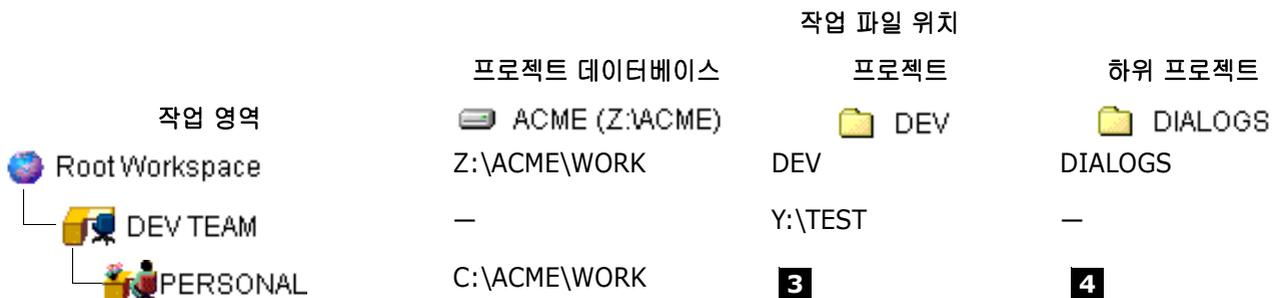 작업 파일 위치
프로젝트 데이터베이스 프로젝트 하위 프로젝트
작업 영역 ACME (Z:\ACME) DEV DIALOGS
Root Workspace Z:\ACME\WORK DEV DIALOGS
DEV TEAM — Y:\TEST —
PERSONAL C:\ACME\WORK 3 4